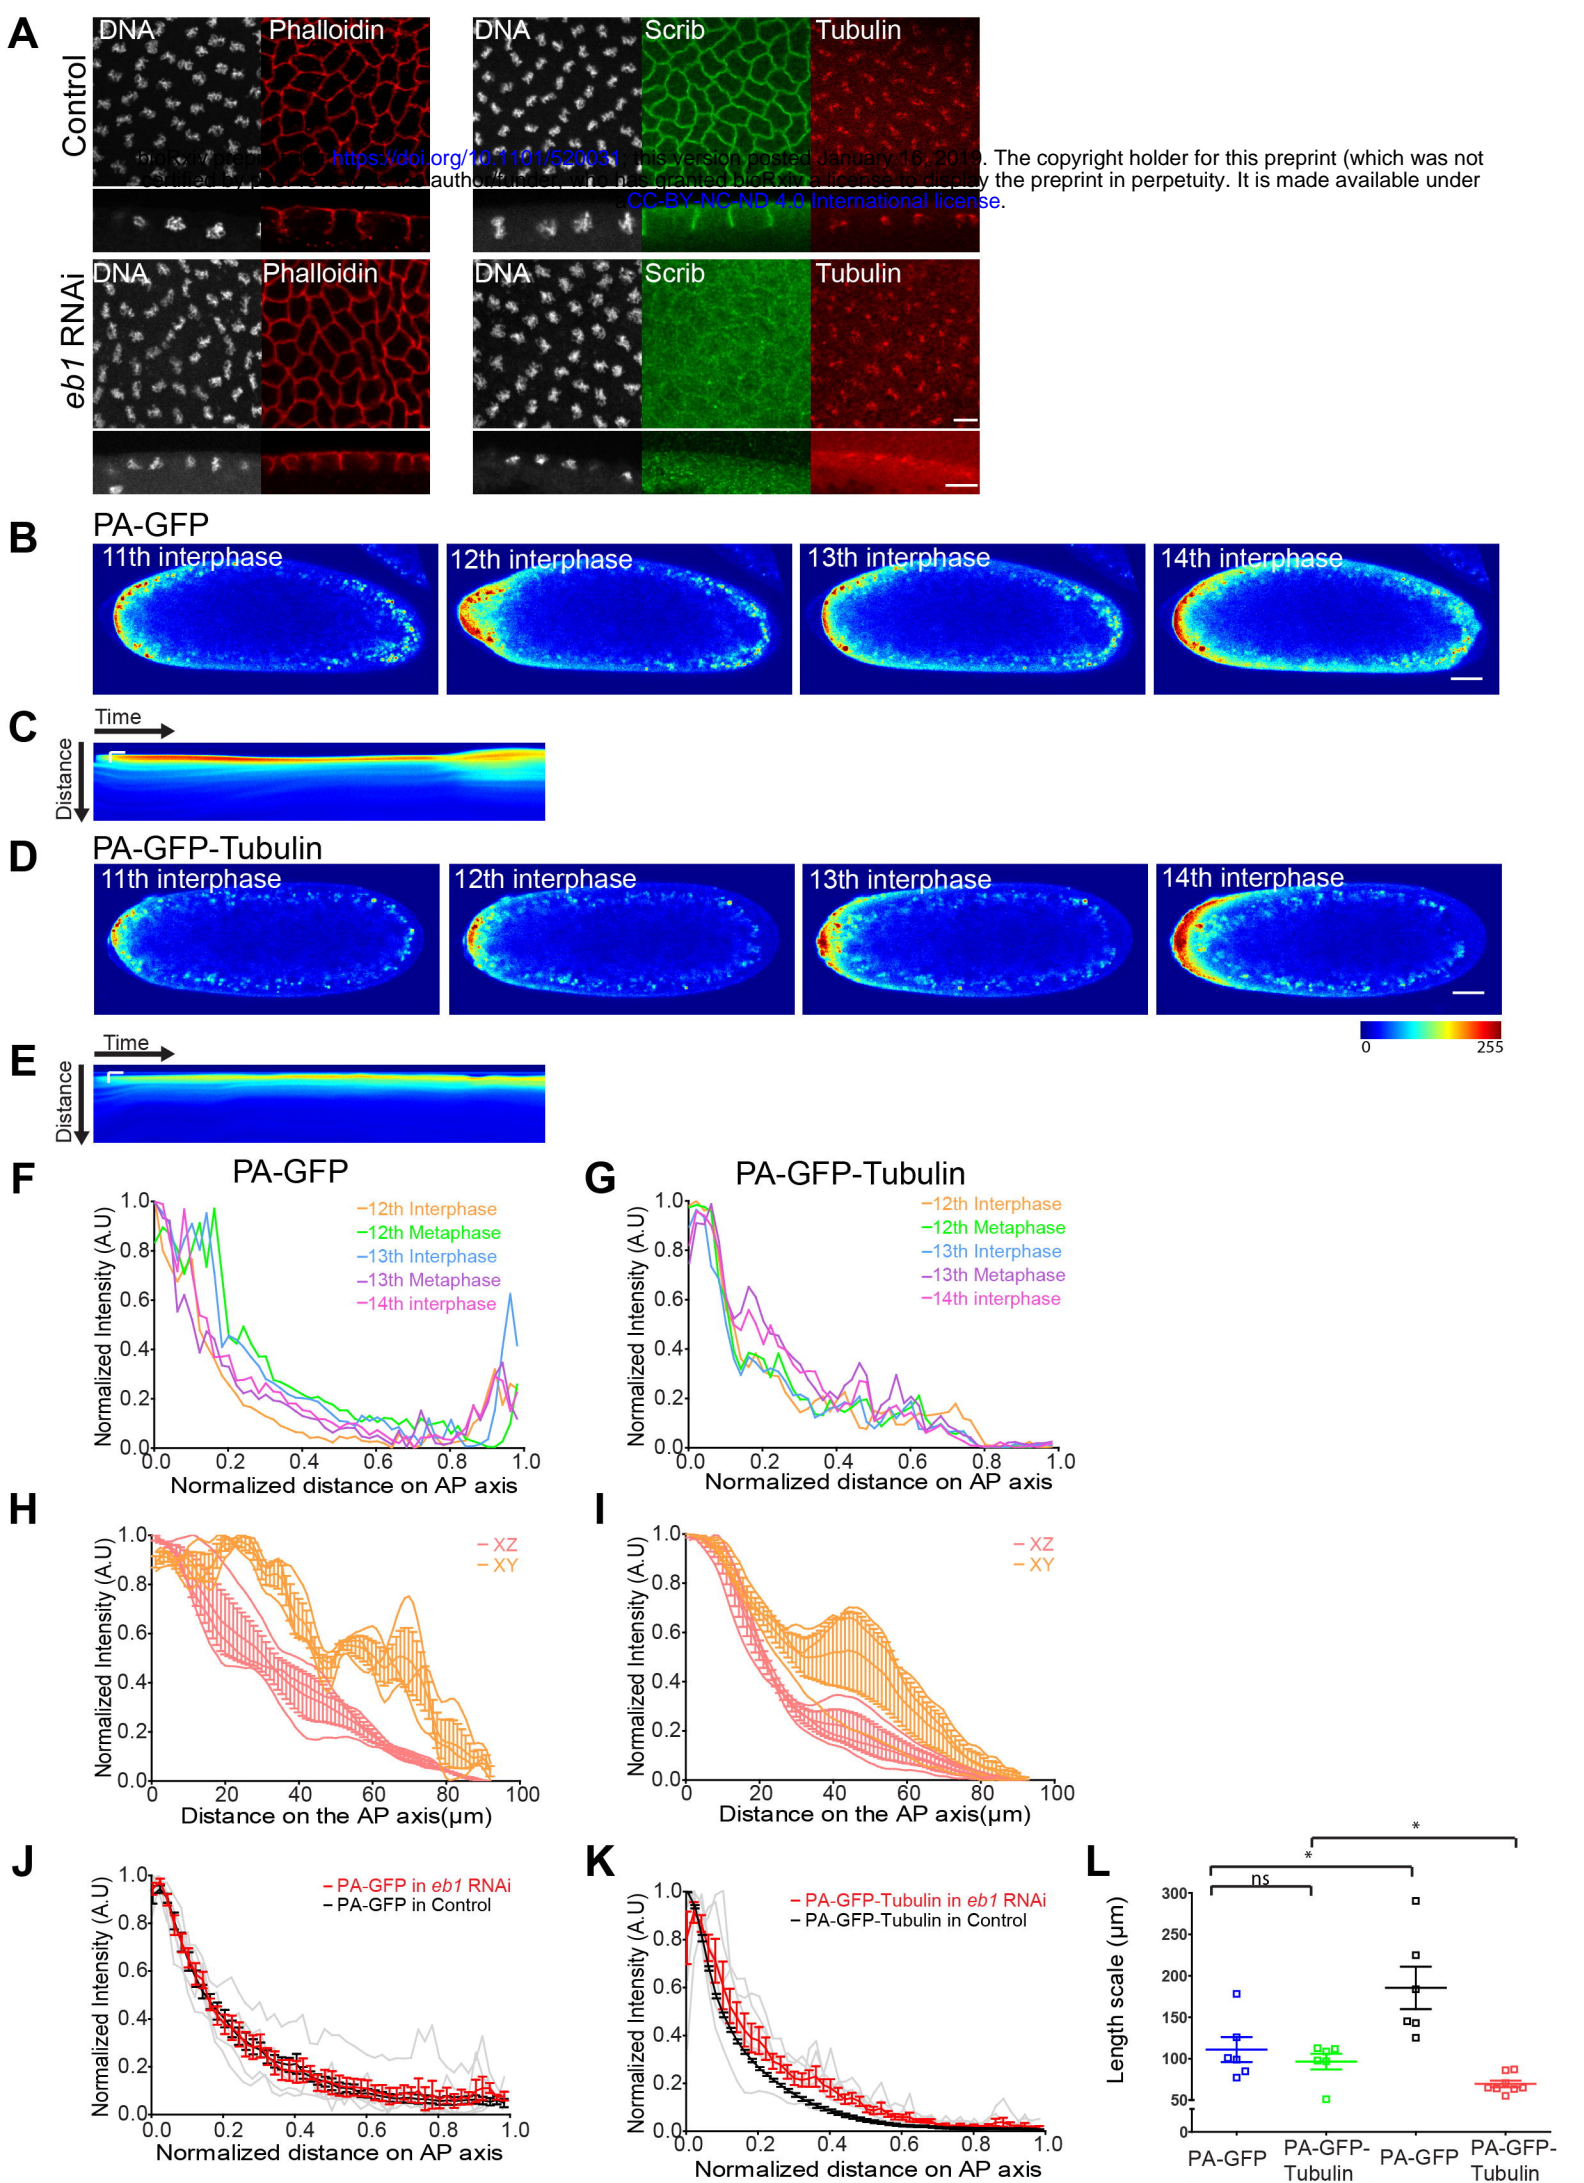 A
Control
DNA Phalloidin DNA Scrib Tubulin
https://doi.org/10.1101/520031; this version posted January 16, 2019. The copyright holder for this preprint (which was not
certified by peer review) is the author/funder, who has granted bioRxiv a license to display the preprint in perpetuity. It is made available under
aCC-BY-NC-ND 4.0 International license.
eb1 RNAi
DNA Phalloidin DNA Scrib Tubulin
B
PA-GFP
11th interphase 12th interphase 13th interphase 14th interphase
C
Time
Distance
D
PA-GFP-Tubulin
11th interphase 12th interphase 13th interphase 14th interphase
0 255
E
Time
Distance
F
PA-GFP
12th Interphase
12th Metaphase
13th Interphase
13th Metaphase
14th interphase
Normalized Intensity (A.U)
1.0
0.8
0.6
0.4
0.2
0.0
0.0 0.2 0.4 0.6 0.8 1.0
Normalized distance on AP axis
G
PA-GFP-Tubulin
12th Interphase
12th Metaphase
13th Interphase
13th Metaphase
14th interphase
Normalized Intensity (A.U)
1.0
0.8
0.6
0.4
0.2
0.0
0.0 0.2 0.4 0.6 0.8 1.0
Normalized distance on AP axis
H
XZ
XY
Normalized Intensity (A.U)
1.0
0.8
0.6
0.4
0.2
0.0
0 20 40 60 80 100
Distance on the AP axis(µm)
I
XZ
XY
Normalized Intensity (A.U)
1.0
0.8
0.6
0.4
0.2
0.0
0 20 40 60 80 100
Distance on the AP axis(µm)
J
PA-GFP in eb1 RNAi
PA-GFP in Control
Normalized Intensity (A.U)
1.0
0.8
0.6
0.4
0.2
0.0
0.0 0.2 0.4 0.6 0.8 1.0
Normalized distance on AP axis
K
PA-GFP-Tubulin in eb1 RNAi
PA-GFP-Tubulin in Control
Normalized Intensity (A.U)
1.0
0.8
0.6
0.4
0.2
0.0
0.0 0.2 0.4 0.6 0.8 1.0
Normalized distance on AP axis
L
*
*
ns
Length scale (µm)
300
250
200
150
100
50
0
PA-GFP PA-GFP- PA-GFP PA-GFP-
Tubulin Tubulin